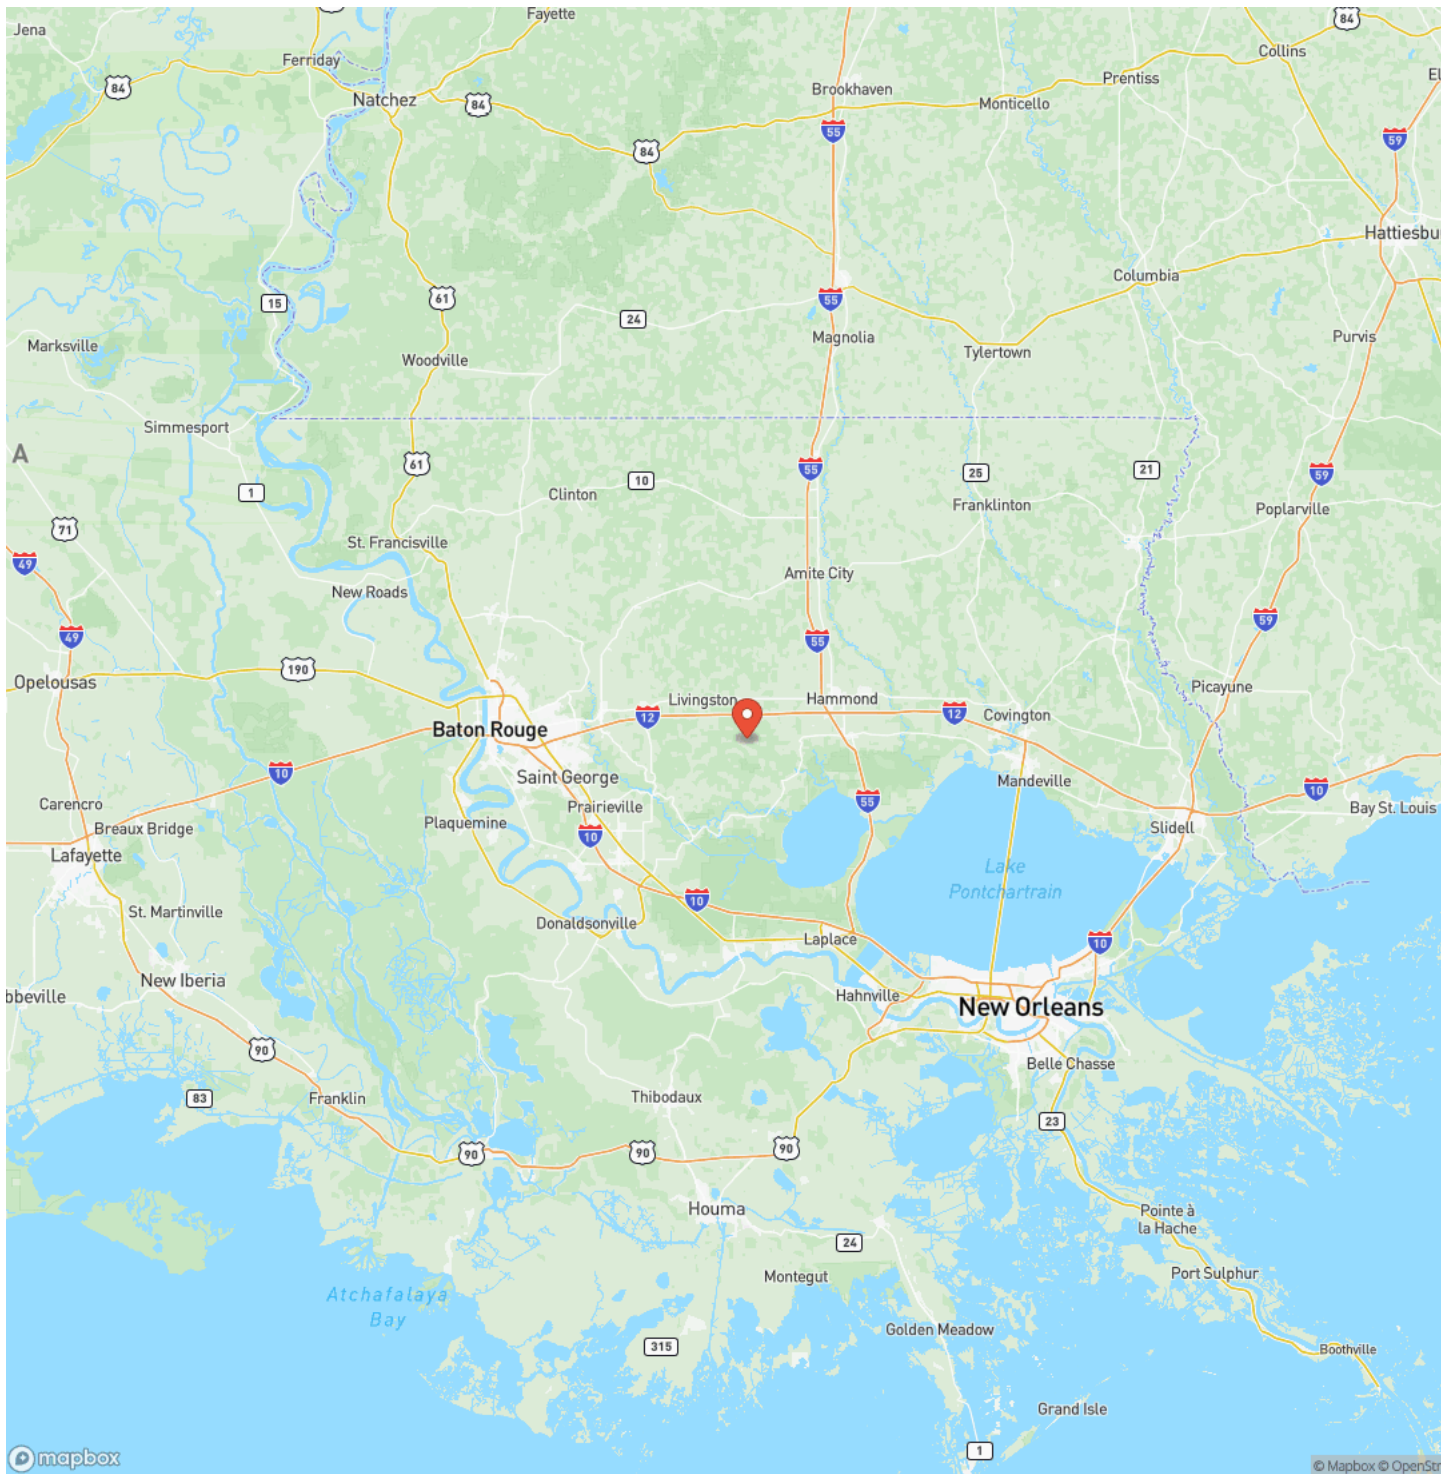 Jena
Fayette
84
Collins
Ferriday
84
Natchez
84
Brookhaven
Prentiss
Monticello
El
55
59
84
Hattiesbu
Columbia
15
61
55
24
Magnolia
Marksville
Woodville
Tylertown
Purvis
Simmesport
A
61
55
25
21
59
1
10
Clinton
Franklinton
Poplarville
71
St. Francisville
49
Amite City
New Roads
59
49
55
190
Opelousas
Livingston
Hammond
Picayune
12
12
Covington
Baton Rouge
10
Saint George
Mandeville
10
Carencro
Prairieville
55
Bay St. Louis
Breaux Bridge
Plaquemine
10
Slidell
Lafayette
Lake
Pontchartrain
10
St. Martinville
Donaldsonville
Laplace
10
New Iberia
bbeville
Hahnville
New Orleans
90
Belle Chasse
83
Franklin
Thibodaux
23
90
90
90
Houma
Pointe à
la Hache
24
Montegut
Port Sulphur
Atchafalaya
Bay
Golden Meadow
315
Boothville
Grand Isle
1
mapbox
© Mapbox © OpenStr